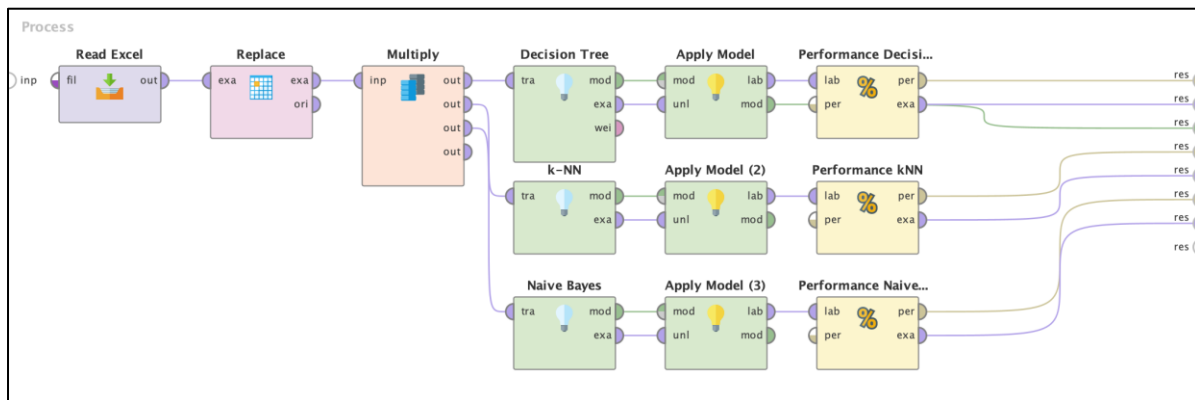 Process
Read Excel
Replace
Multiply
Decision Tree
Apply Model
Performance Decisi...
inp
fil
out
exa
exa
ori
inp
out
out
out
out
tra
mod
exa
wei
mod
unl
lab
mod
lab
per
per
exa
res
res
res
k-NN
Apply Model (2)
Performance kNN
tra
mod
exa
mod
unl
lab
mod
lab
per
per
exa
res
res
res
res
res
Naive Bayes
Apply Model (3)
Performance Naive...
tra
mod
exa
mod
unl
lab
mod
lab
per
per
exa